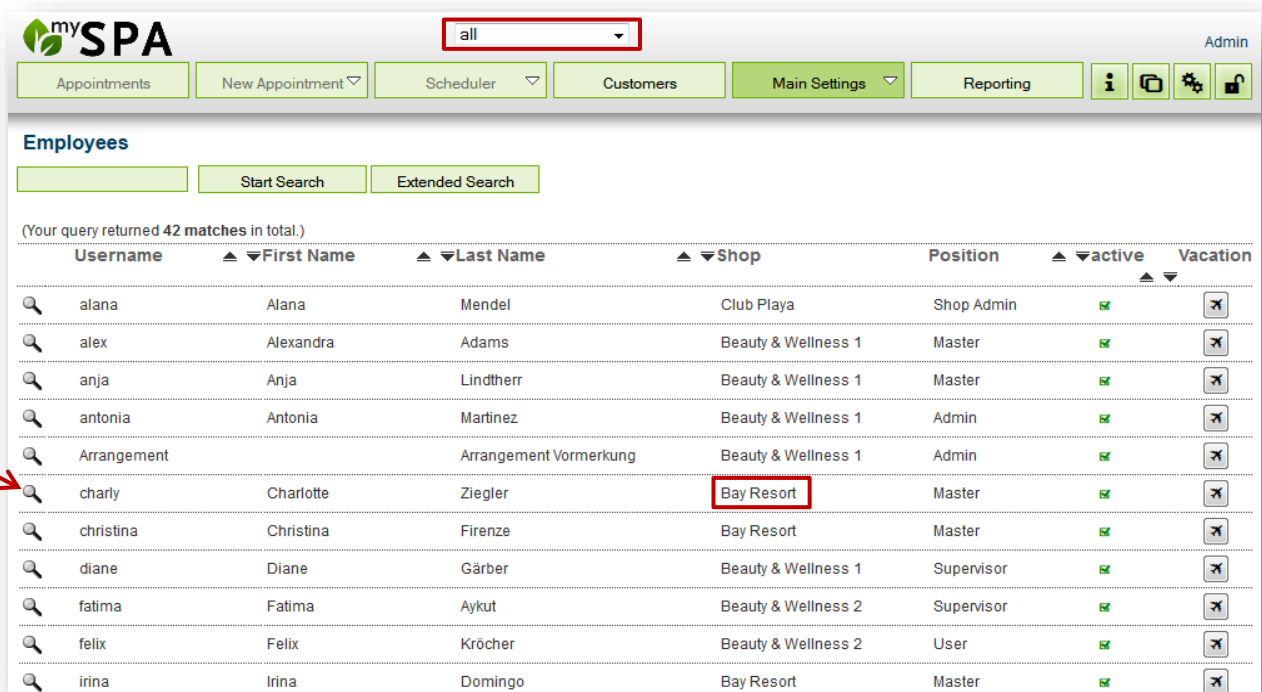 mySPA
all
Admin
Appointments New Appointment Scheduler Customers Main Settings Reporting i
Employees
Start Search Extended Search
(Your query returned 42 matches in total.)
Username First Name Last Name Shop Position active Vacation
alana Alana Mendel Club Playa Shop Admin
alex Alexandra Adams Beauty & Wellness 1 Master
anja Anja Lindtherr Beauty & Wellness 1 Master
antonia Antonia Martinez Beauty & Wellness 1 Admin
Arrangement Arrangement Vormerkung Beauty & Wellness 1 Admin
charly Charlotte Ziegler Bay Resort Master
christina Christina Firenze Bay Resort Master
diane Diane Gärber Beauty & Wellness 1 Supervisor
fatima Fatima Aykut Beauty & Wellness 2 Supervisor
felix Felix Kröcher Beauty & Wellness 2 User
irina Irina Domingo Bay Resort Master